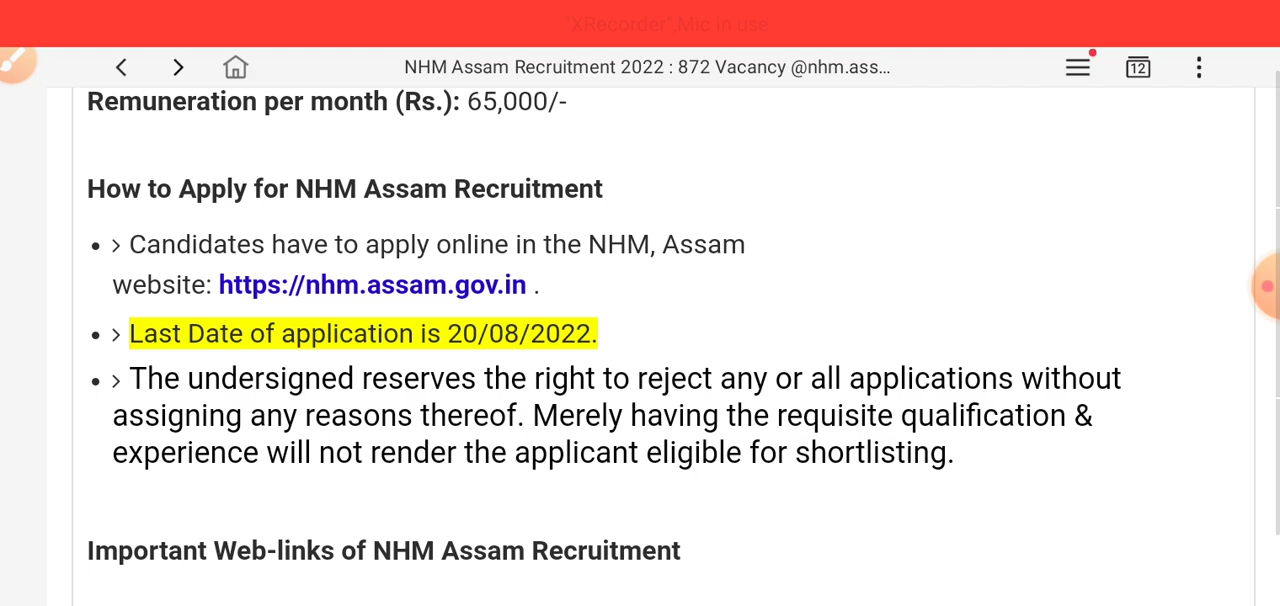 "XRecorder",Mic in use
NHM Assam Recruitment 2022 : 872 Vacancy @nhm.ass...
12
Remuneration per month (Rs.): 65,000/-
How to Apply for NHM Assam Recruitment
• > Candidates have to apply online in the NHM, Assam
website: https://nhm.assam.gov.in .
• > Last Date of application is 20/08/2022.
• > The undersigned reserves the right to reject any or all applications without
assigning any reasons thereof. Merely having the requisite qualification &
experience will not render the applicant eligible for shortlisting.
Important Web-links of NHM Assam Recruitment